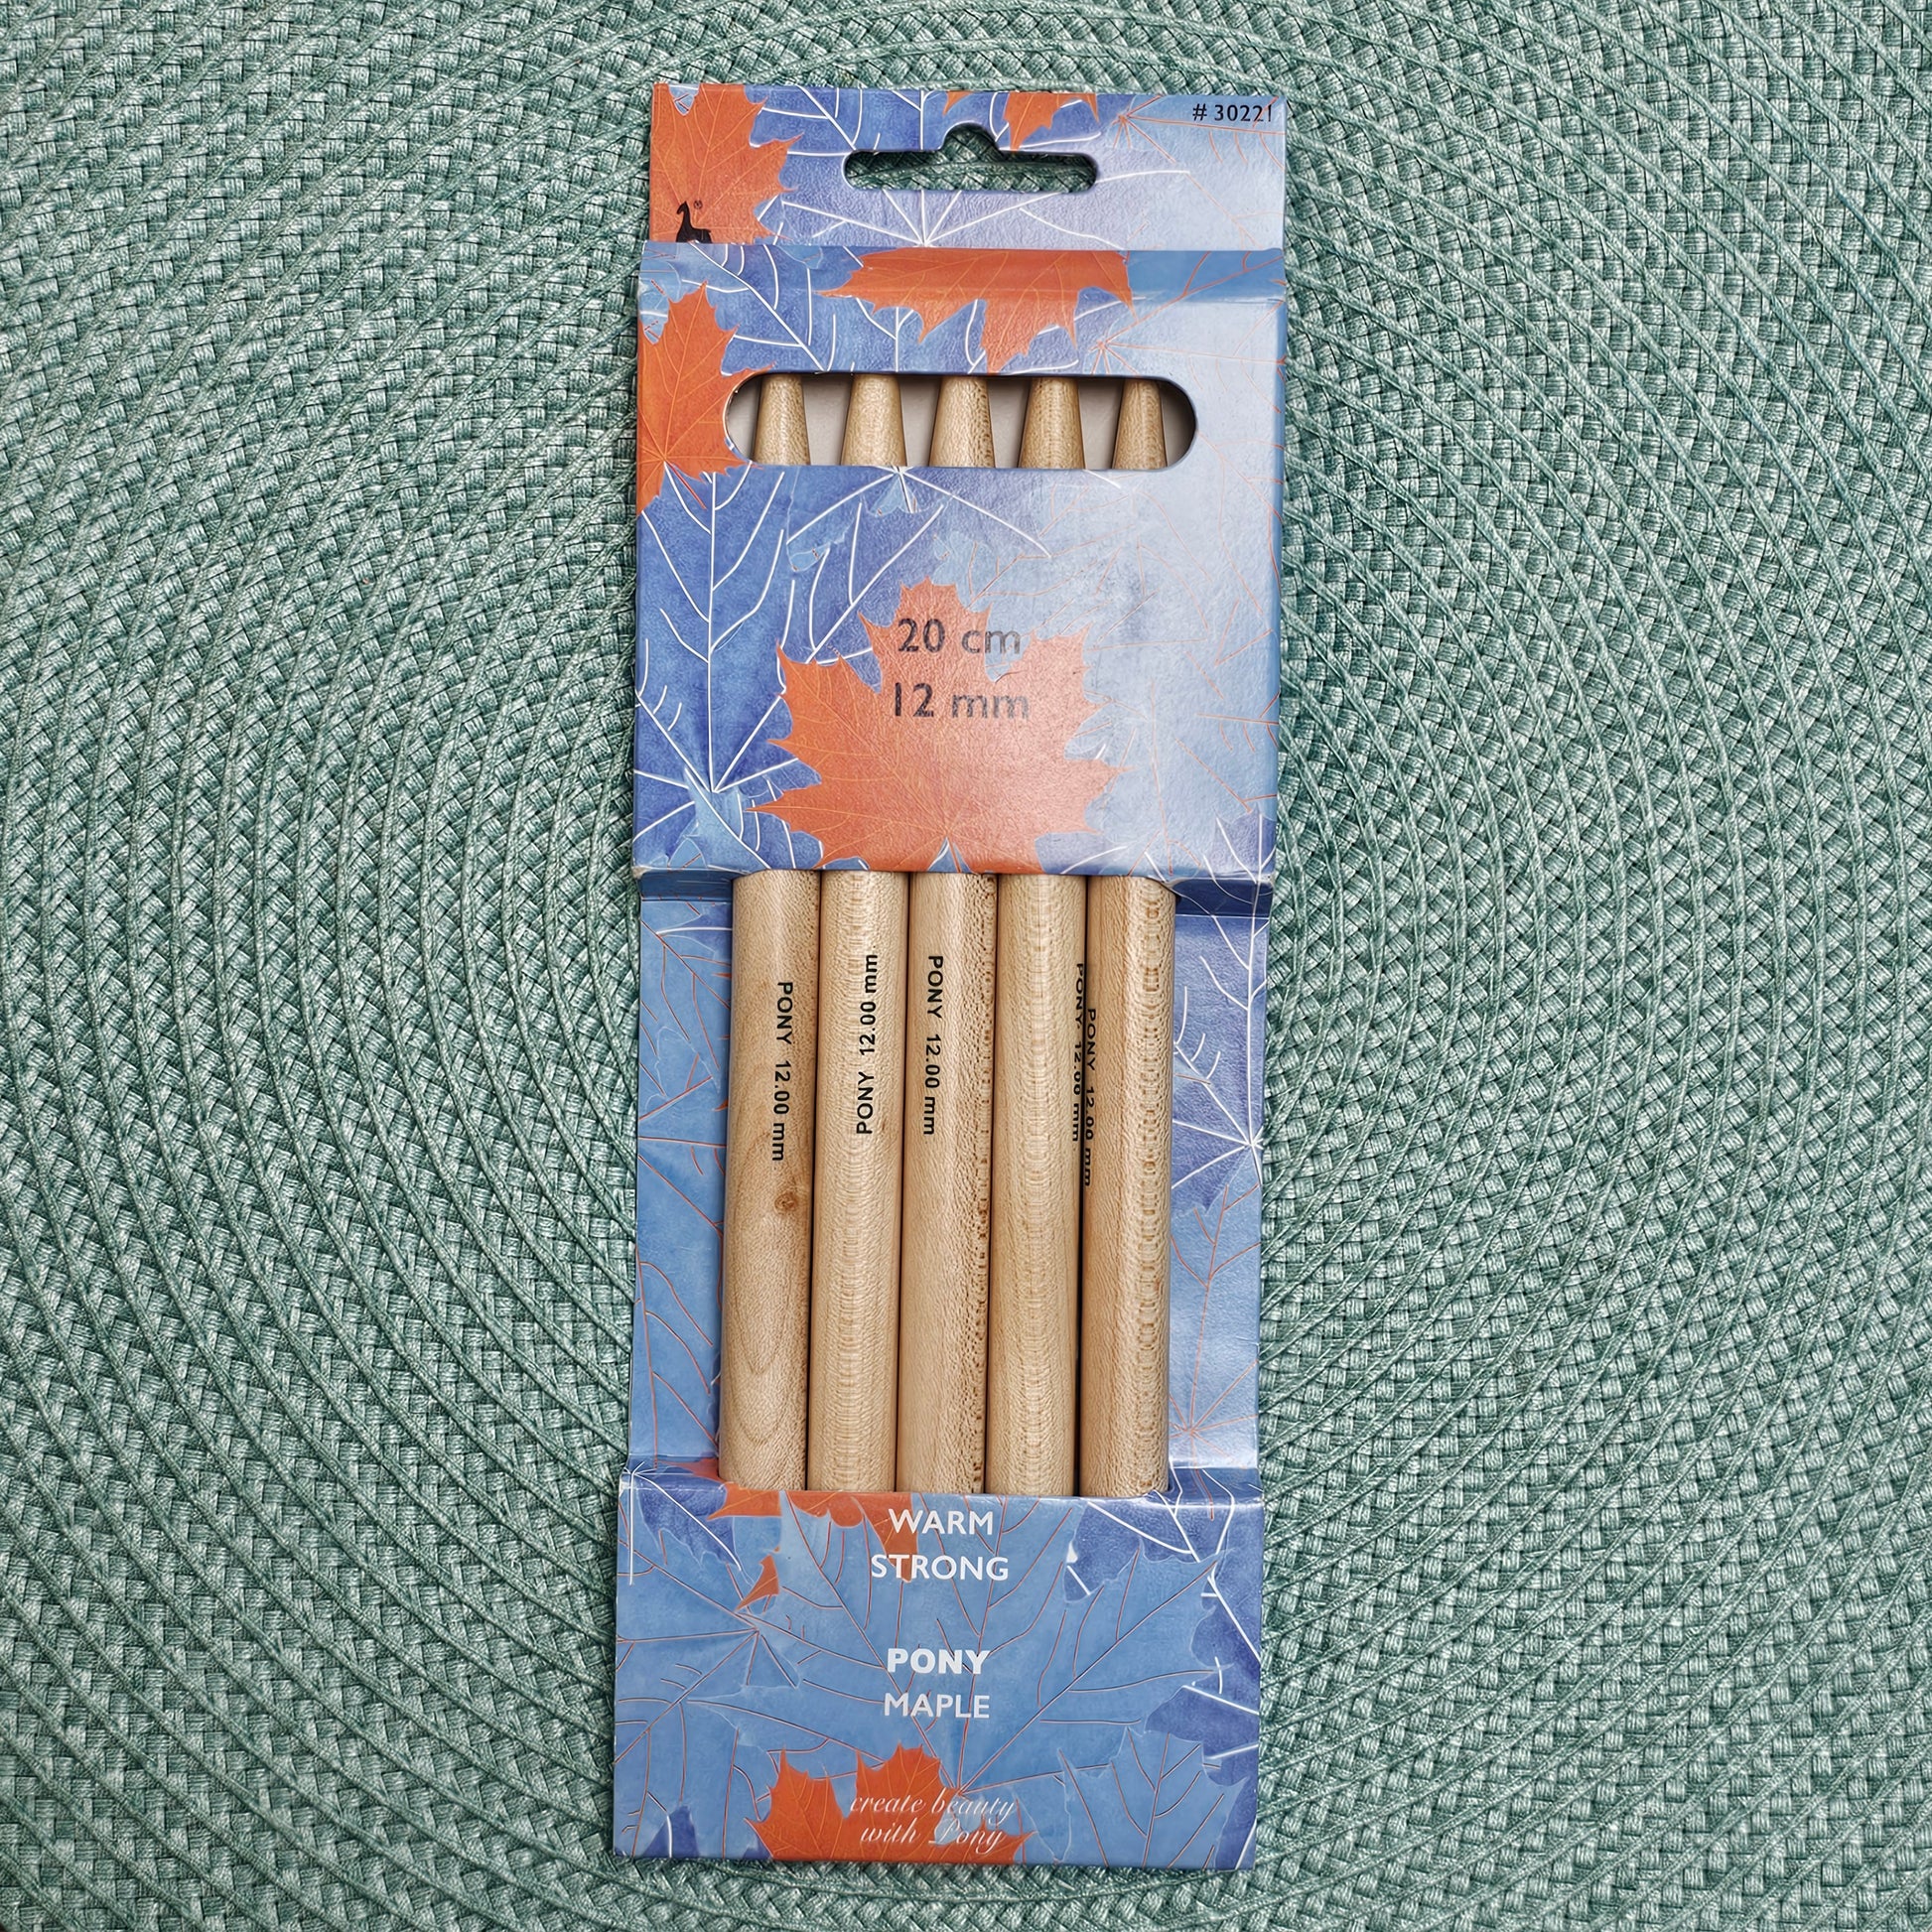 # 30221
®
20 cm
12 mm
PONY 12.00 mm
PONY 12.00 mm
PONY 12.00 mm
PONY 12.00 mm
PONY 12.00 mm
WARM
STRONG
PONY
MAPLE
create beauty
with Pony